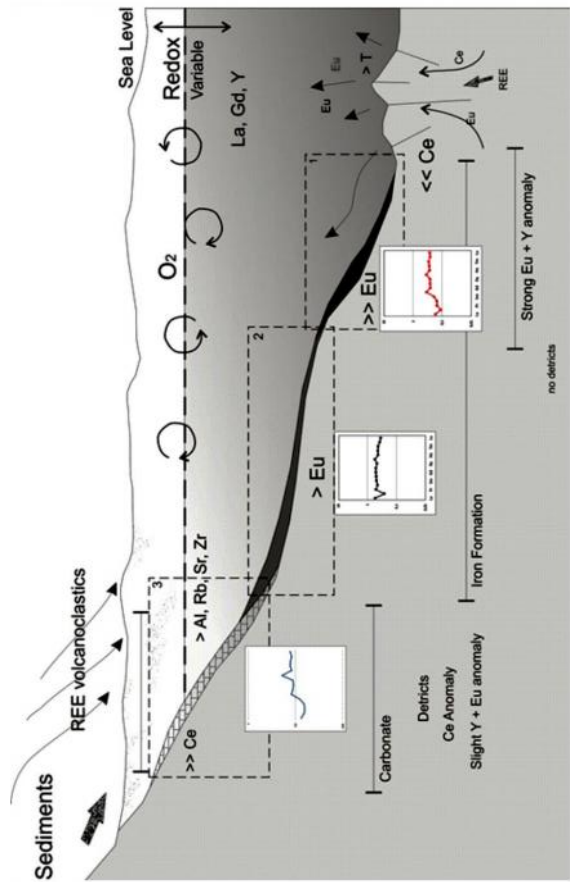 Sediments
REE volcanoclastics
Sea Level
O2
Redox
Variable
La, Gd, Y
3
> Al, Rb, Sr, Zr
>> Ce
2
> Eu
1
>> Eu
<< Ce
Eu
Eu
> T
Ce
REE
Eu
Carbonate
Iron Formation
Strong Eu + Y anomaly
no detricts
Detricts
Ce Anomaly
Slight Y + Eu anomaly